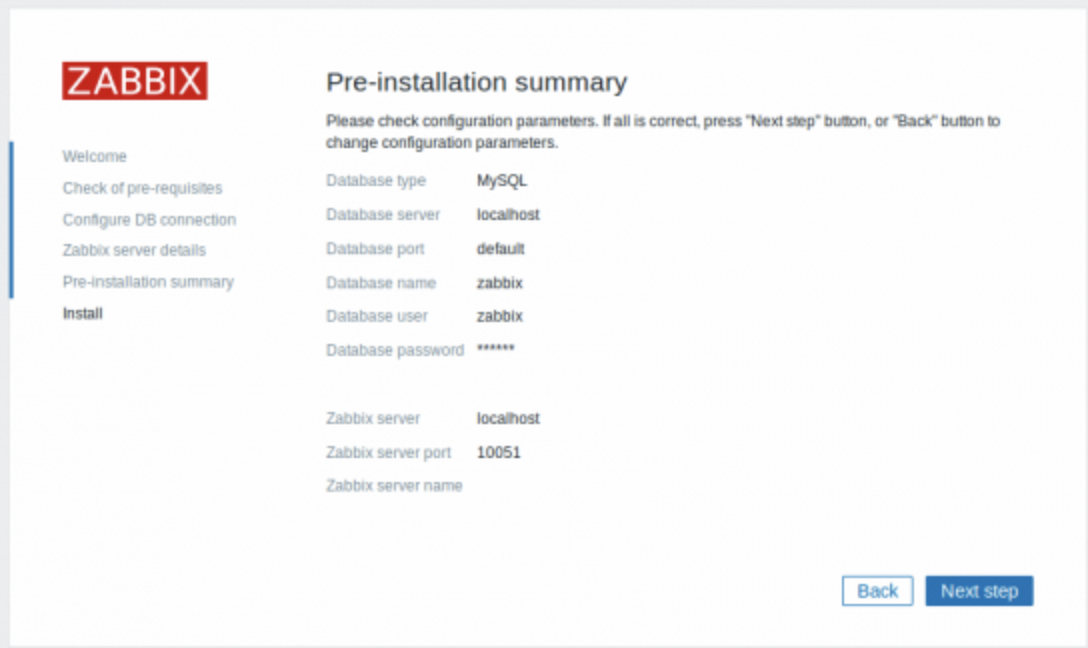 ZABBIX
Welcome
Check of pre-requisites
Configure DB connection
Zabbix server details
Pre-installation summary
Install
Pre-installation summary
Please check configuration parameters. If all is correct, press "Next step" button, or "Back" button to
change configuration parameters.
Database type MySQL
Database server localhost
Database port default
Database name zabbix
Database user zabbix
Database password ******
Zabbix server localhost
Zabbix server port 10051
Zabbix server name
Back Next step